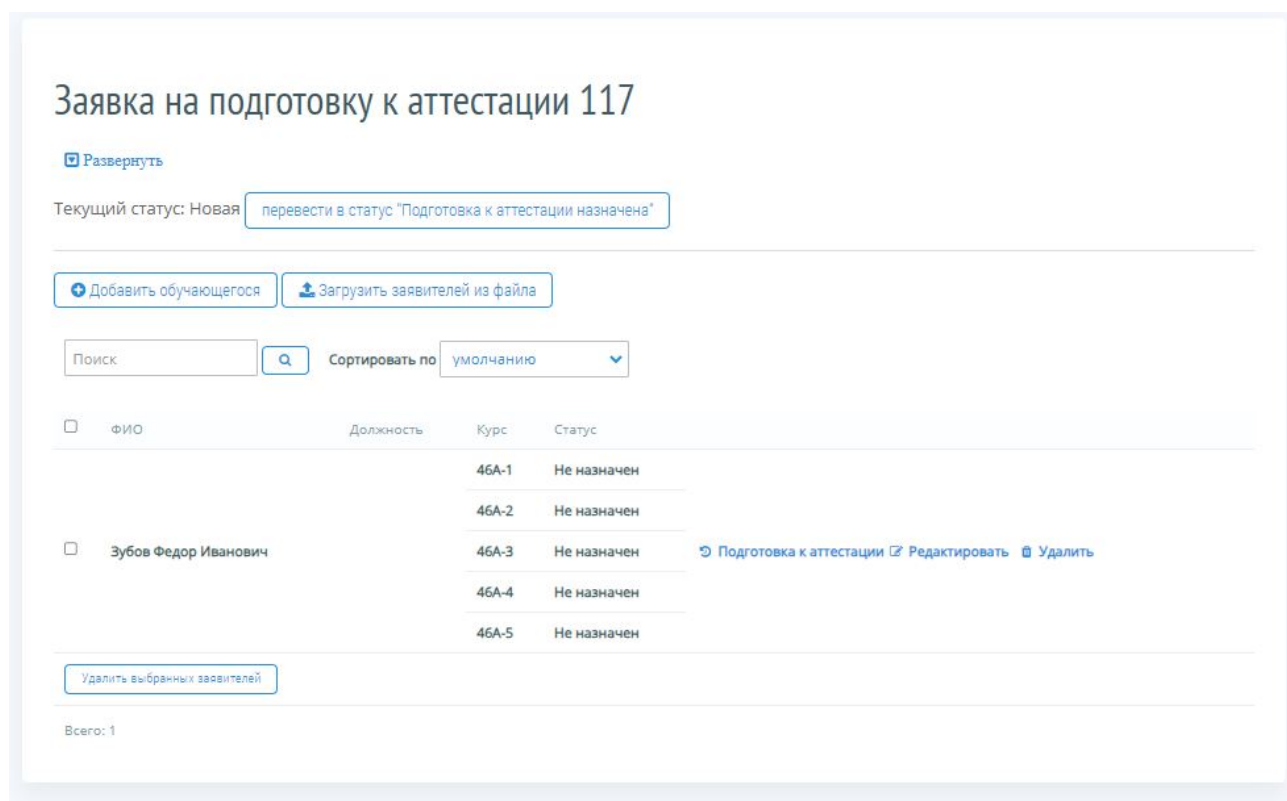 Заявка на подготовку к аттестации 117
Развернуть
Текущий статус: Новая перевести в статус "Подготовка к аттестации назначена"
Добавить обучающегося Загрузить заявителей из файла
Поиск Сортировать по умолчанию
ФИО Должность Курс Статус
46А-1 Не назначен
46А-2 Не назначен
Зубов Федор Иванович 46А-3 Не назначен Подготовка к аттестации Редактировать Удалить
46А-4 Не назначен
46А-5 Не назначен
Удалить выбранных заявителей
Всего: 1